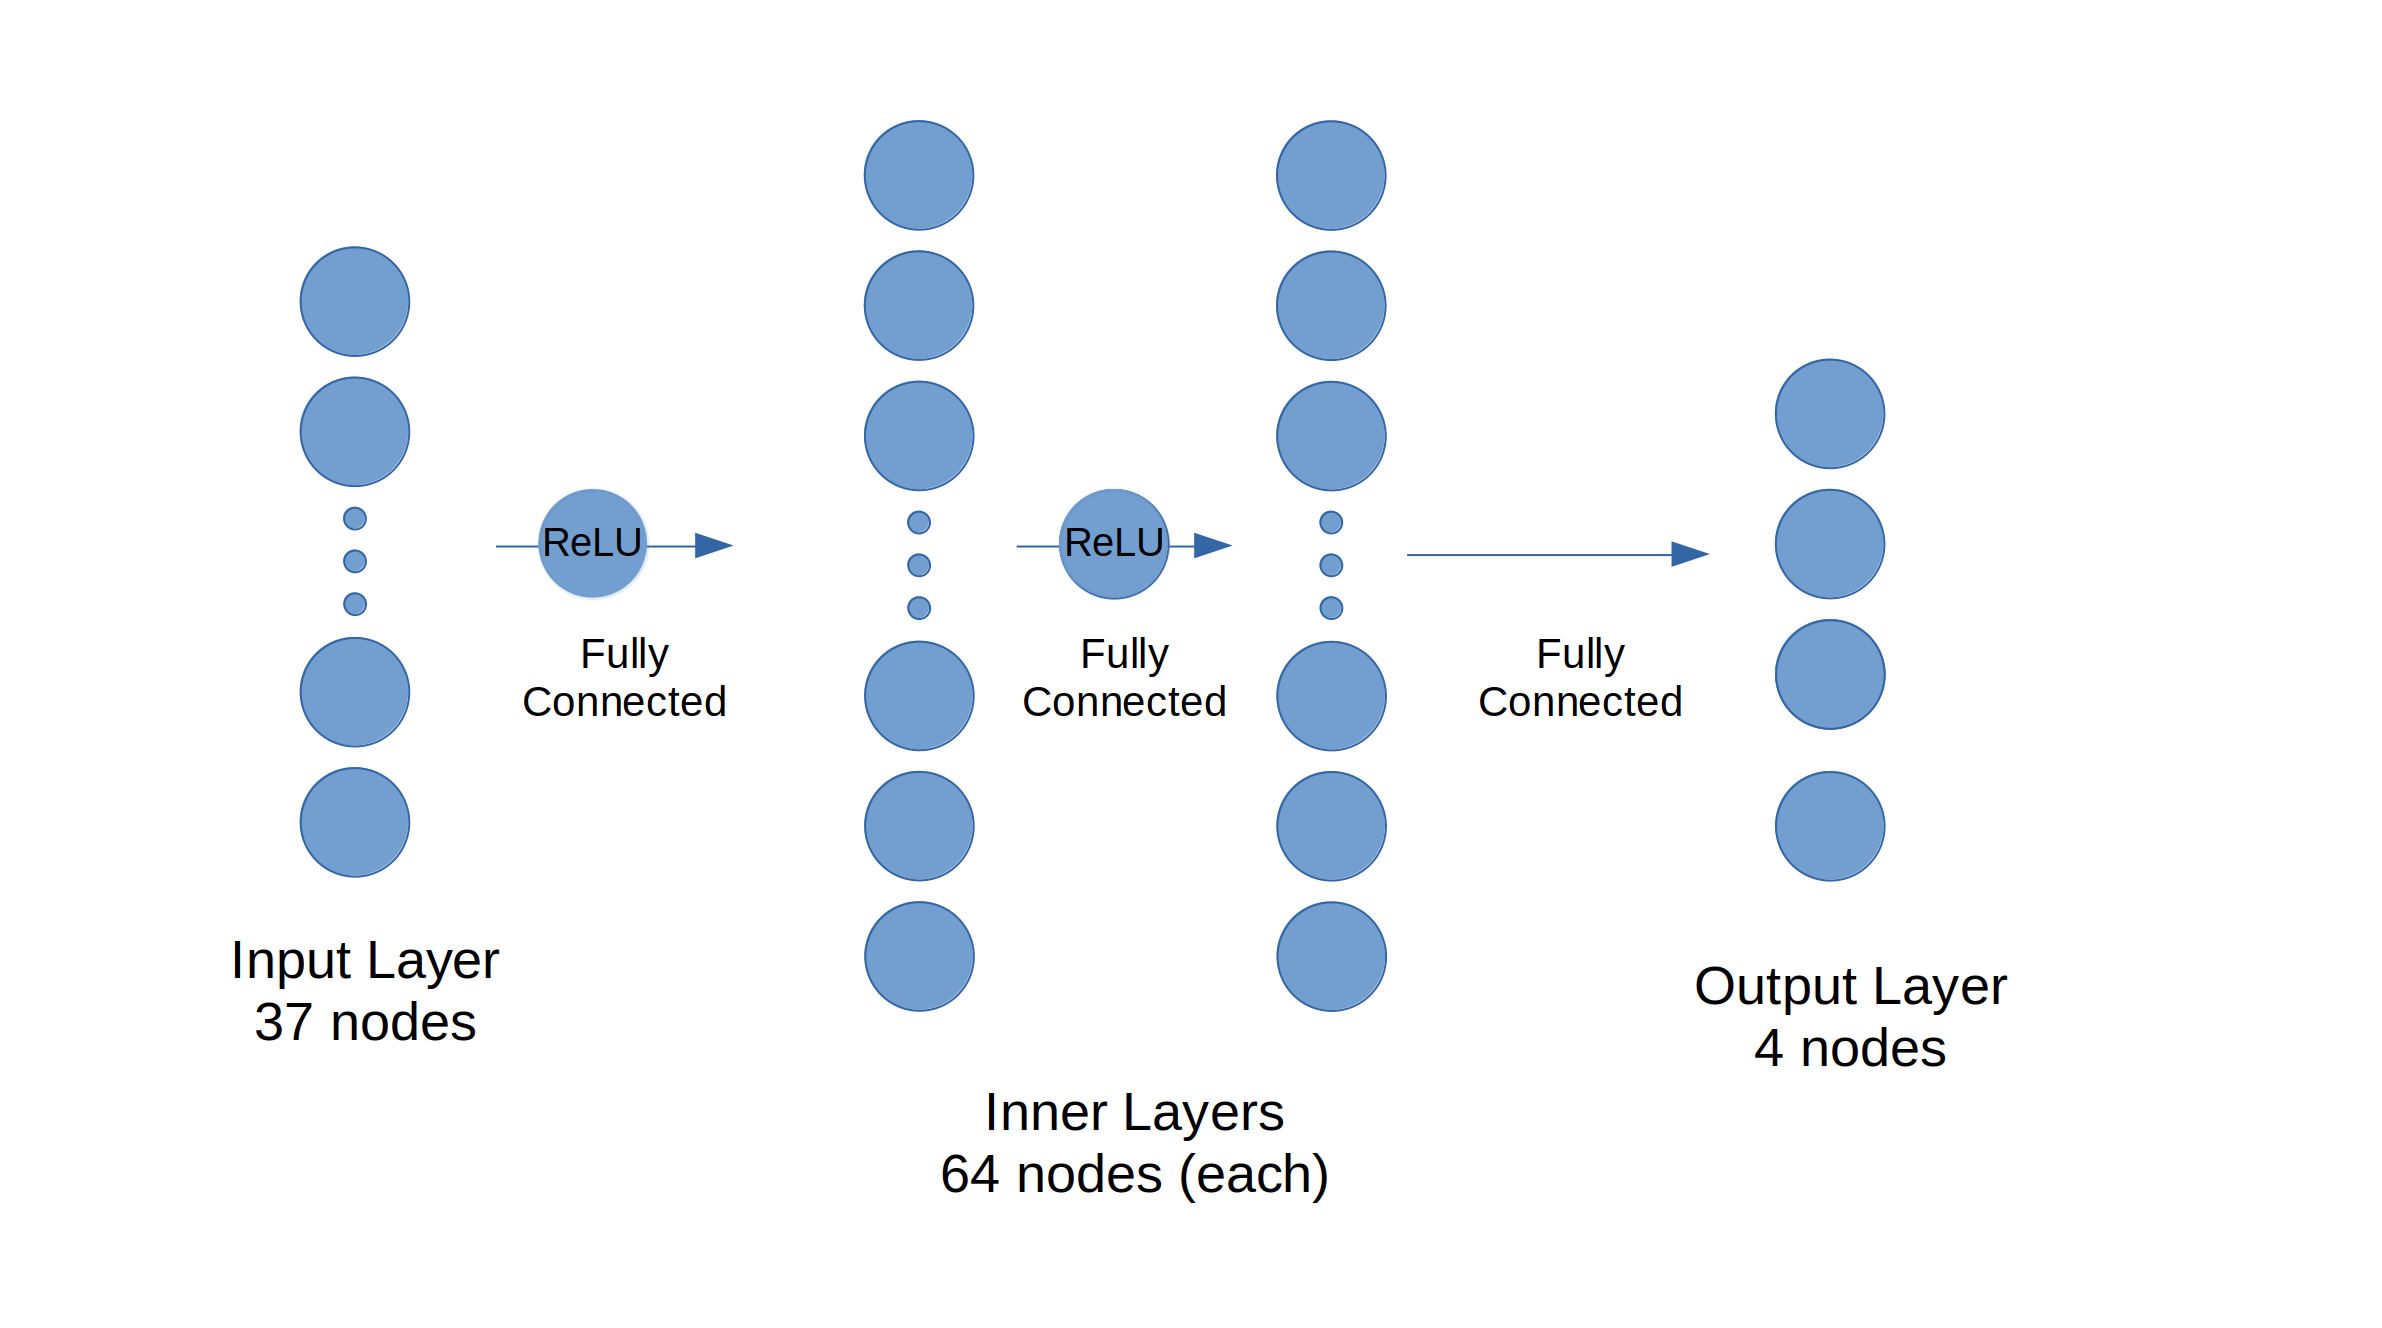 ReLU
Fully
Connected
ReLU
Fully
Connected
Fully
Connected
Input Layer
37 nodes
Inner Layers
64 nodes (each)
Output Layer
4 nodes